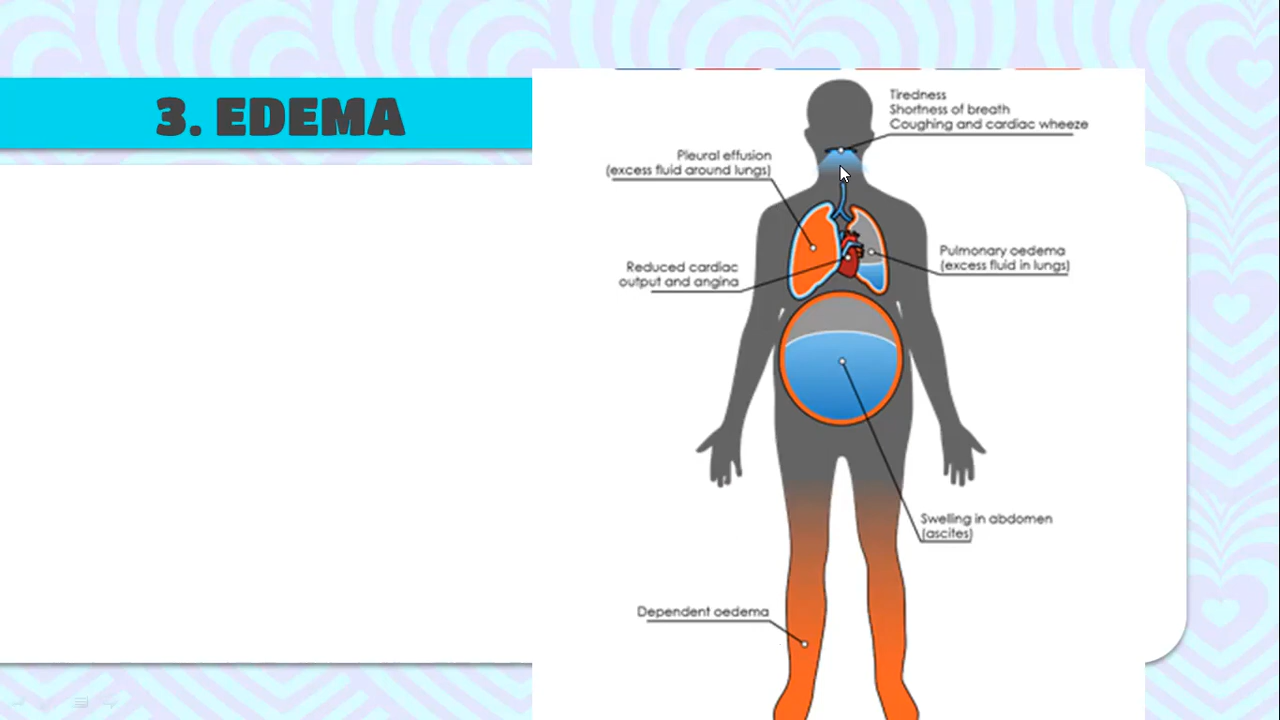 3. EDEMA
Tiredness
Shortness of breath
Coughing and cardiac wheeze
Pleural effusion
(excess fluid around lungs)
Reduced cardiac
output and angina
Pulmonary oedema
(excess fluid in lungs)
Swelling in abdomen
(ascites)
Dependent oedema